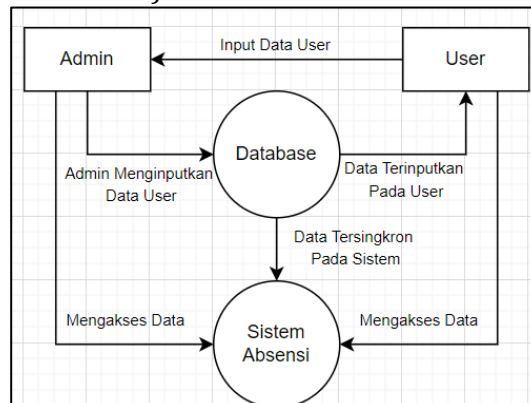 Input Data User
Admin
User
Database
Admin Menginputkan
Data User
Data Terinputkan
Pada User
Data Tersingkron
Pada Sistem
Mengakses Data
Sistem
Absensi
Mengakses Data